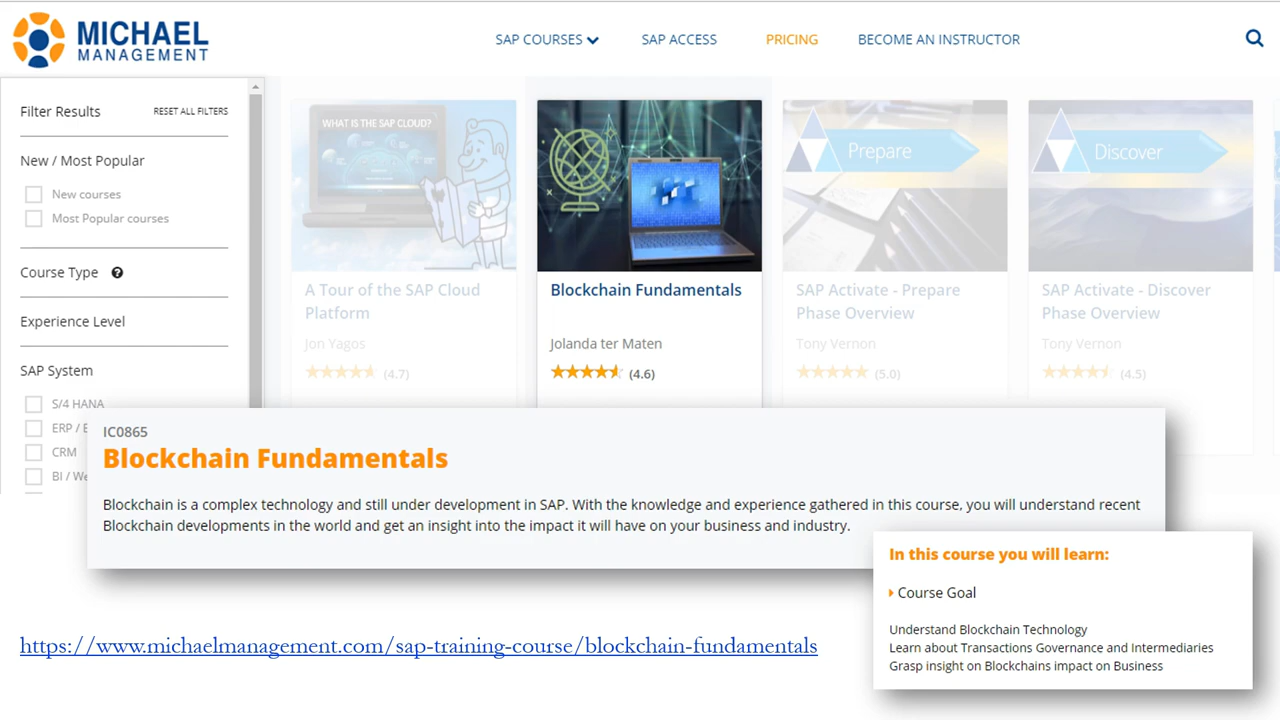 MICHAEL
MANAGEMENT
SAP COURSES
SAP ACCESS
PRICING
BECOME AN INSTRUCTOR
Filter Results
RESET ALL FILTERS
New / Most Popular
New courses
Most Popular courses
Course Type
Experience Level
SAP System
S/4 HANA
ERP / E
CRM
BI / We
WHAT IS THE SAP CLOUD?
A Tour of the SAP Cloud
Platform
Jon Yagos
(4.7)
Blockchain Fundamentals
Jolanda ter Maten
(4.6)
Prepare
SAP Activate - Prepare
Phase Overview
Tony Vernon
(5.0)
Discover
SAP Activate - Discover
Phase Overview
Tony Vernon
(4.5)
IC0865
Blockchain Fundamentals
Blockchain is a complex technology and still under development in SAP. With the knowledge and experience gathered in this course, you will understand recent
Blockchain developments in the world and get an insight into the impact it will have on your business and industry.
In this course you will learn:
Course Goal
Understand Blockchain Technology
Learn about Transactions Governance and Intermediaries
Grasp insight on Blockchains impact on Business
https://www.michaelmanagement.com/sap-training-course/blockchain-fundamentals